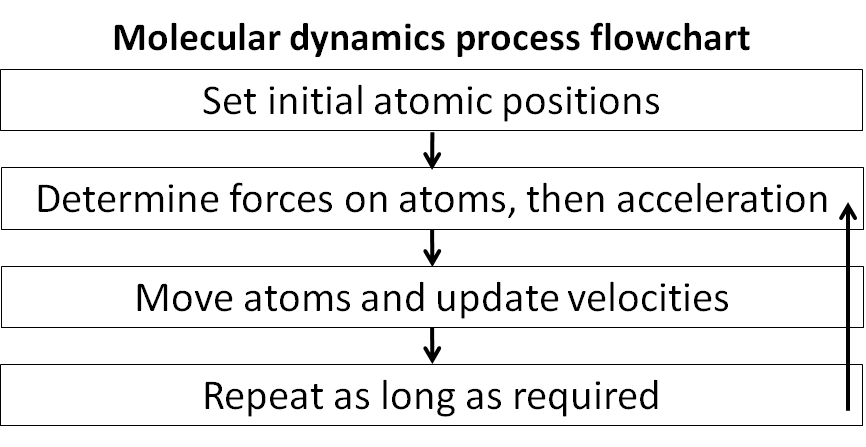 Molecular dynamics process flowchart
Set initial atomic positions
Determine forces on atoms, then acceleration
Move atoms and update velocities
Repeat as long as required